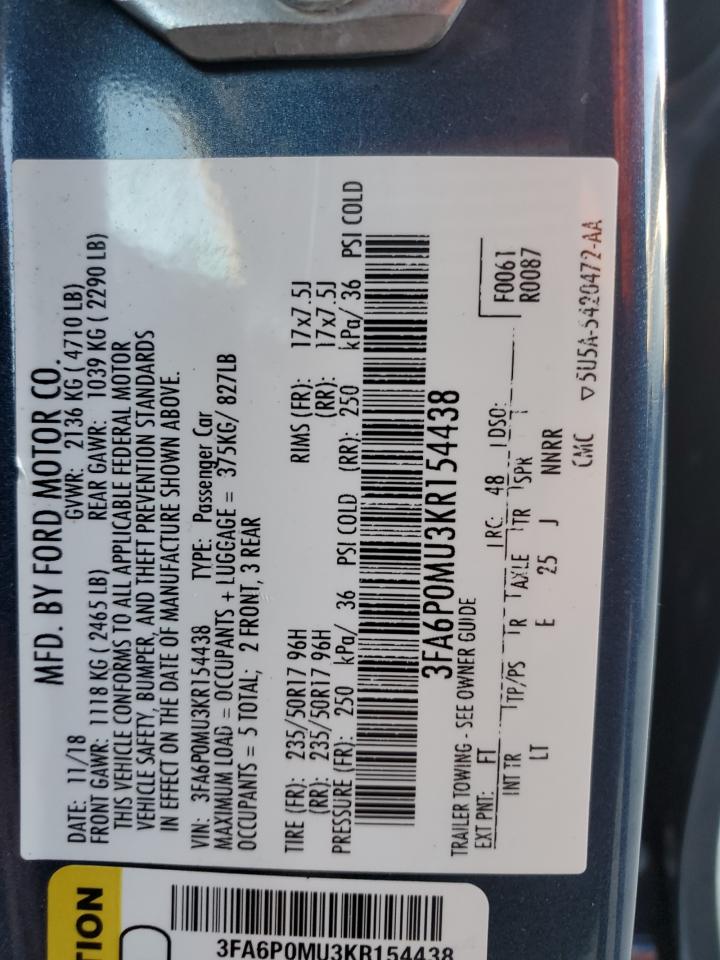 MFD. BY FORD MOTOR CO.
DATE: 11/18 GVWR: 2136 KG ( 4710 LB)
FRONT GAWR: 1118 KG ( 2465 LB) REAR GAWR: 1039 KG ( 2290 LB)
THIS VEHICLE CONFORMS TO ALL APPLICABLE FEDERAL MOTOR
VEHICLE SAFETY, BUMPER, AND THEFT PREVENTION STANDARDS
IN EFFECT ON THE DATE OF MANUFACTURE SHOWN ABOVE.
VIN: 3FA6P0MU3KR154438 TYPE: Passenger Car
MAXIMUM LOAD = OCCUPANTS + LUGGAGE = 375KG/ 827LB
OCCUPANTS = 5 TOTAL; 2 FRONT, 3 REAR
TIRE (FR): 235/50R17 96H RIMS (FR): 17x7.5J
(RR): 235/50R17 96H (RR): 17x7.5J
PRESSURE (FR): 250 kPa/ 36 PSI COLD (RR): 250 kPa/ 36 PSI COLD
3FA6P0MU3KR154438
TRAILER TOWING - SEE OWNER GUIDE
EXT PNT: FT RC: 48 DSO: F0061
R0087
INT TR TP/PS R AXLE TR SPR
LT E 25 J NNRR
CMC ▽5U5A-5420472-AA
TION
3FA6P0MU3KR154438